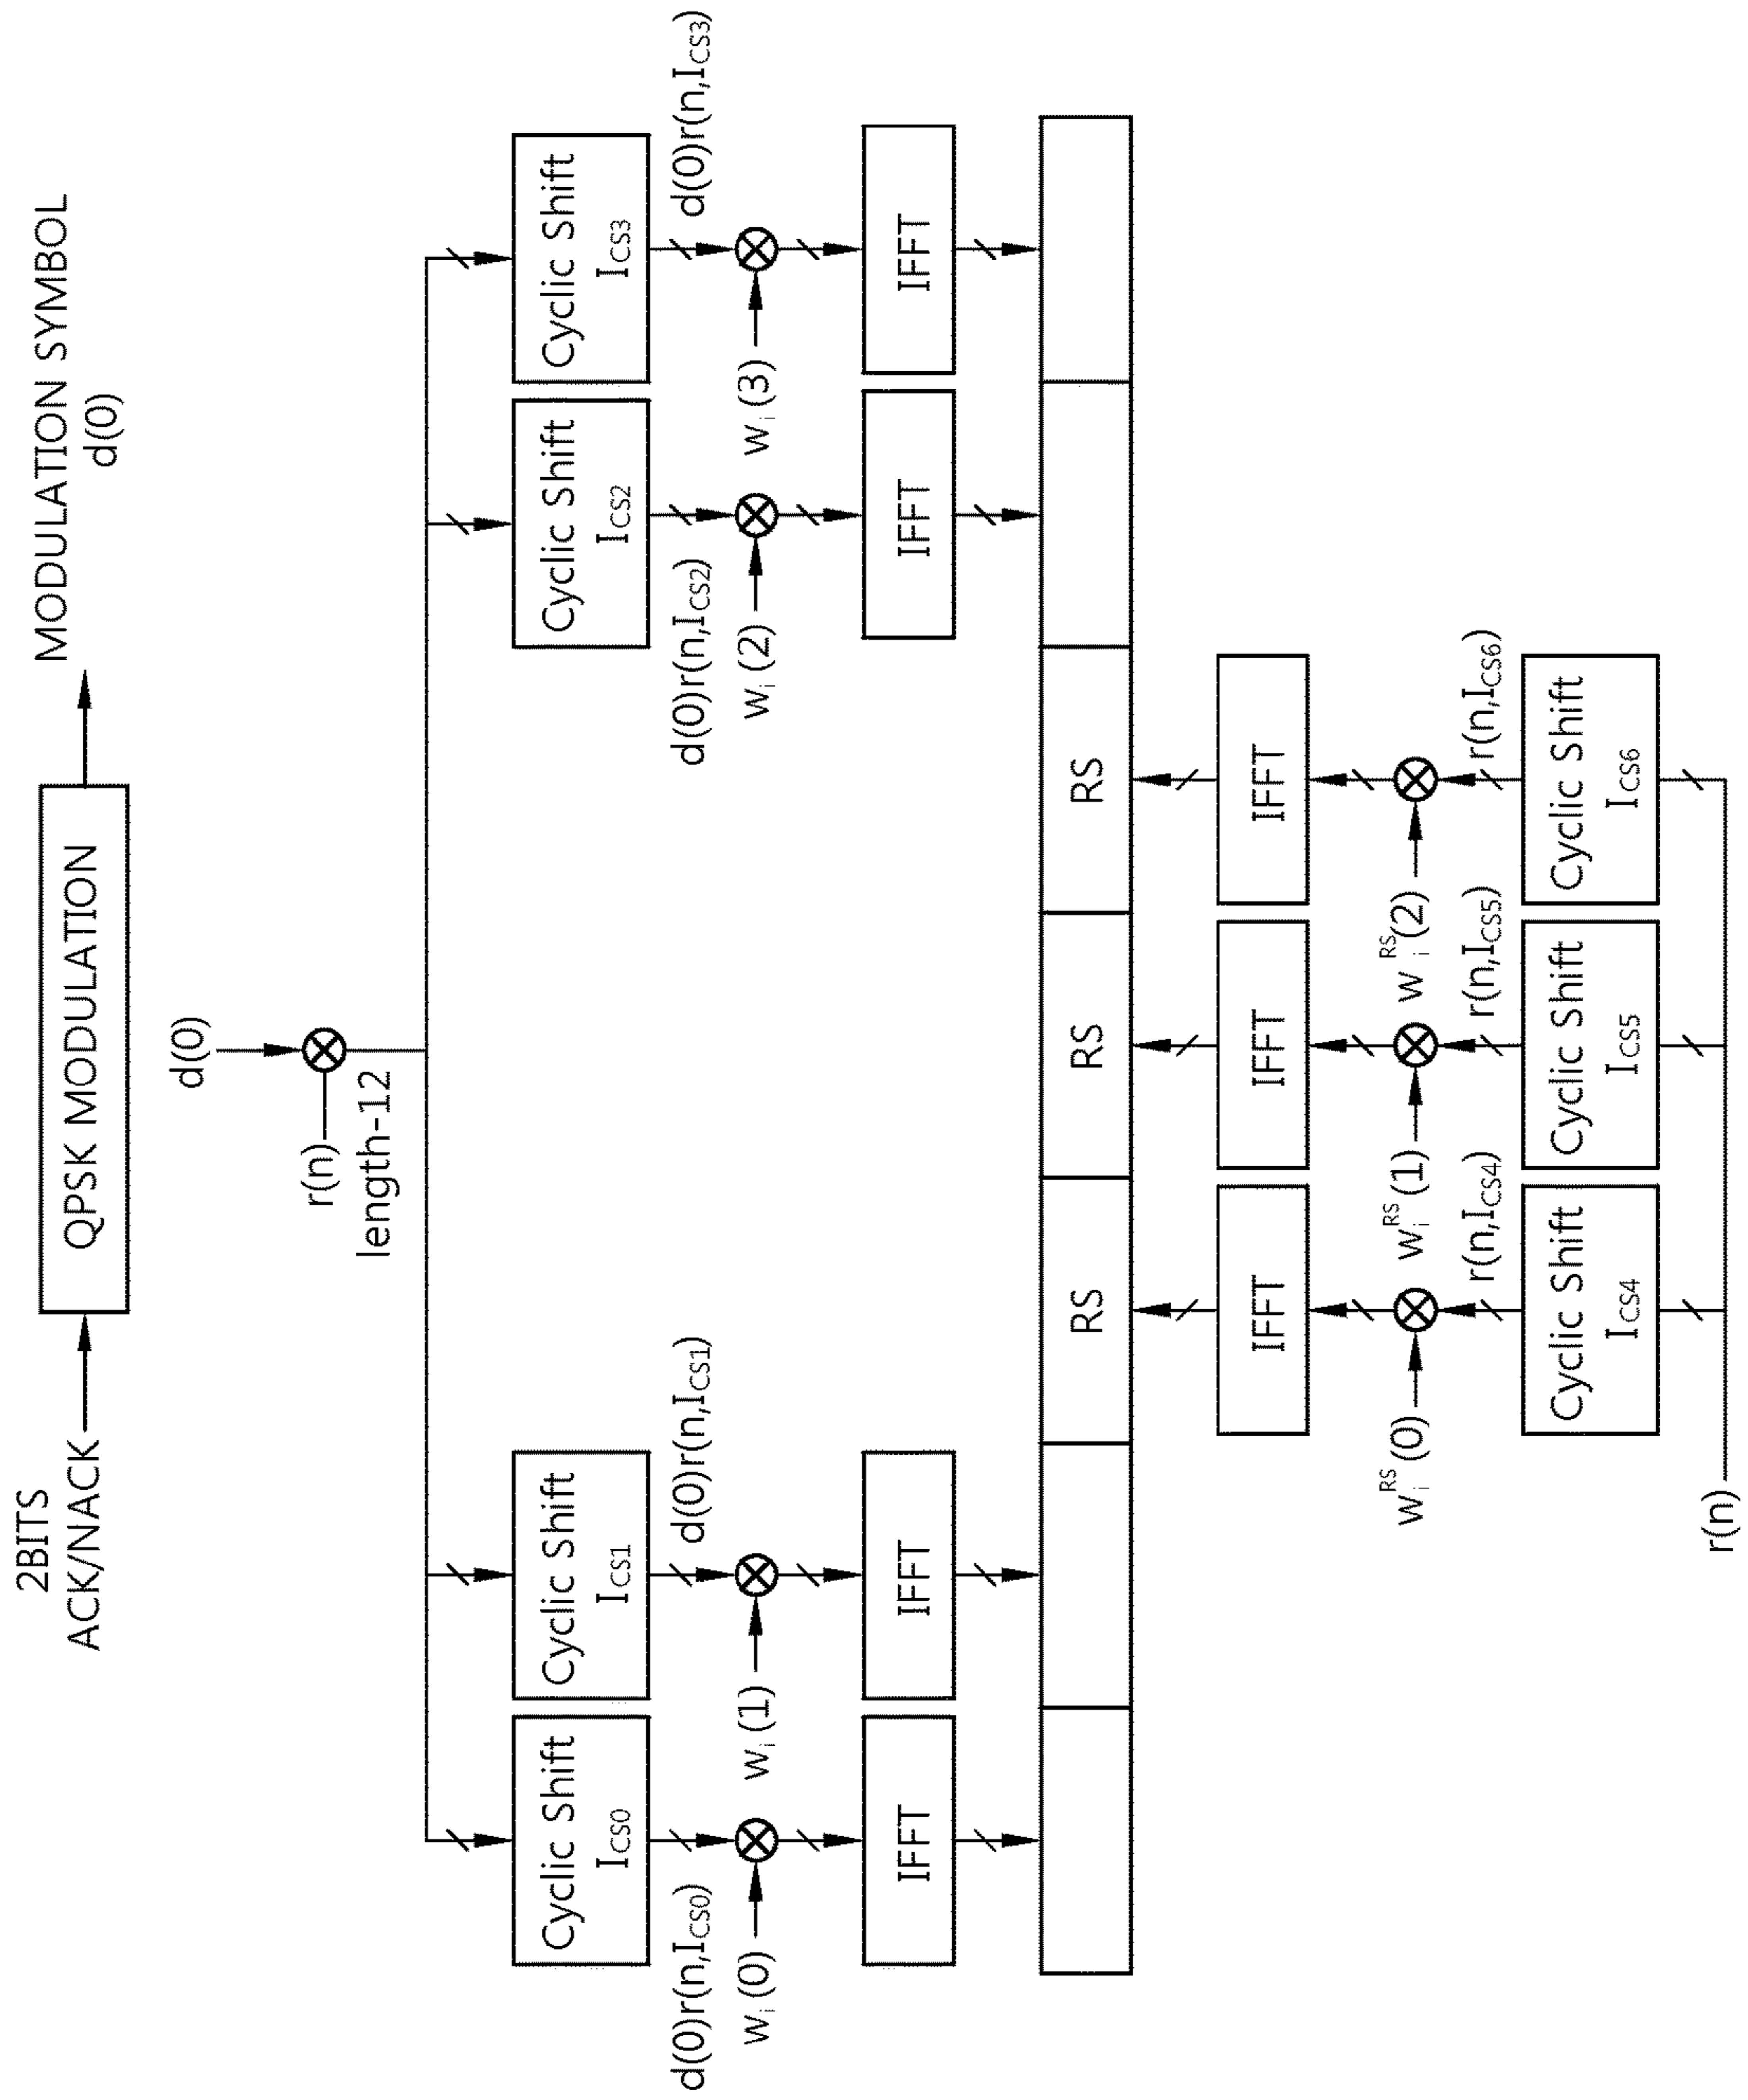 2BITS
ACK/NACK
QPSK MODULATION
MODULATION SYMBOL
d(0)
d(0)
r(n)
length-12
Cyclic Shift
I_CS0
Cyclic Shift
I_CS1
Cyclic Shift
I_CS2
Cyclic Shift
I_CS3
d(0)r(n,I_CS0)
d(0)r(n,I_CS1)
d(0)r(n,I_CS2)
d(0)r(n,I_CS3)
w_i(0)
w_i(1)
w_i(2)
w_i(3)
IFFT
IFFT
IFFT
IFFT
RS
RS
RS
IFFT
IFFT
IFFT
w_i^RS(0)
w_i^RS(1)
w_i^RS(2)
r(n,I_CS4)
r(n,I_CS5)
r(n,I_CS6)
Cyclic Shift
I_CS4
Cyclic Shift
I_CS5
Cyclic Shift
I_CS6
r(n)